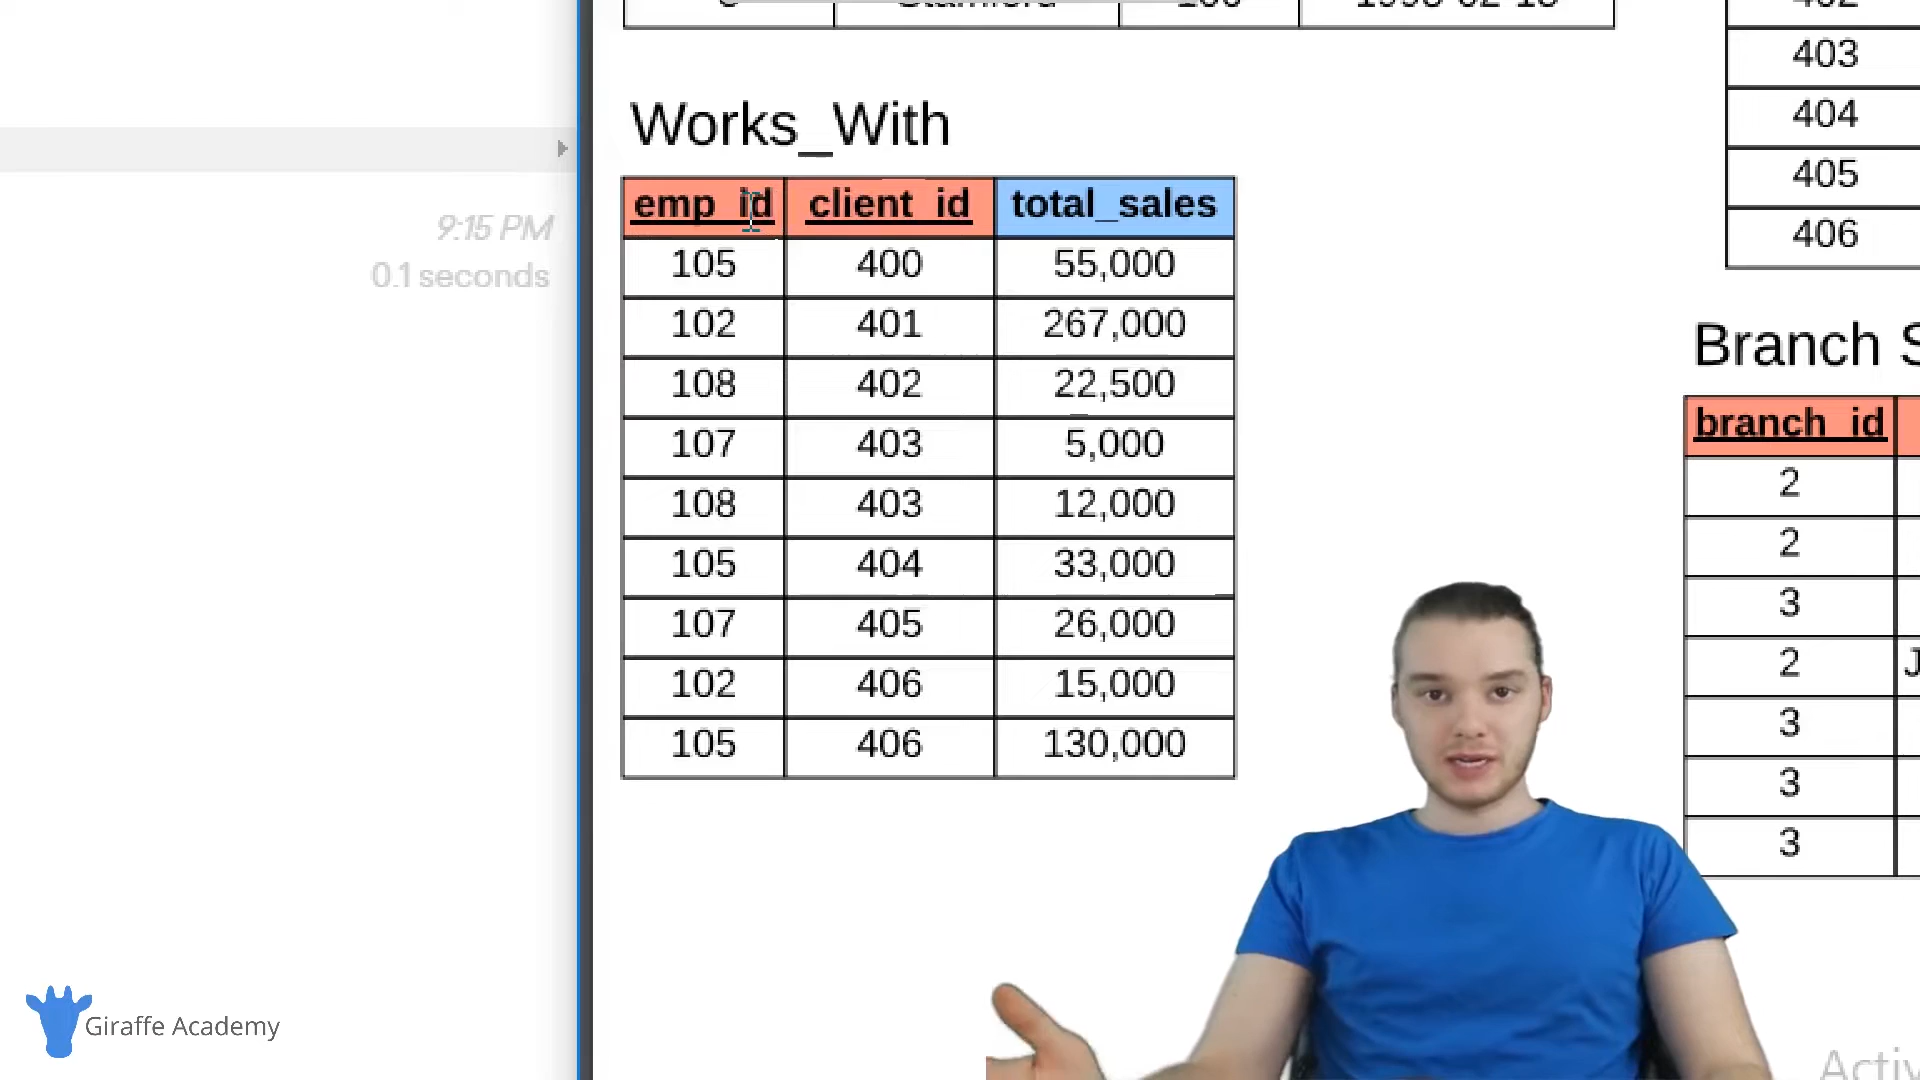 Stamford
402
403
404
405
406
Works_With
emp_id client_id total_sales
105 400 55,000
102 401 267,000
108 402 22,500
107 403 5,000
108 403 12,000
105 404 33,000
107 405 26,000
102 406 15,000
105 406 130,000
9:15 PM
0.1 seconds
Branch S
branch_id
2
2
3
2 J
3
3
3
Giraffe Academy
Activ